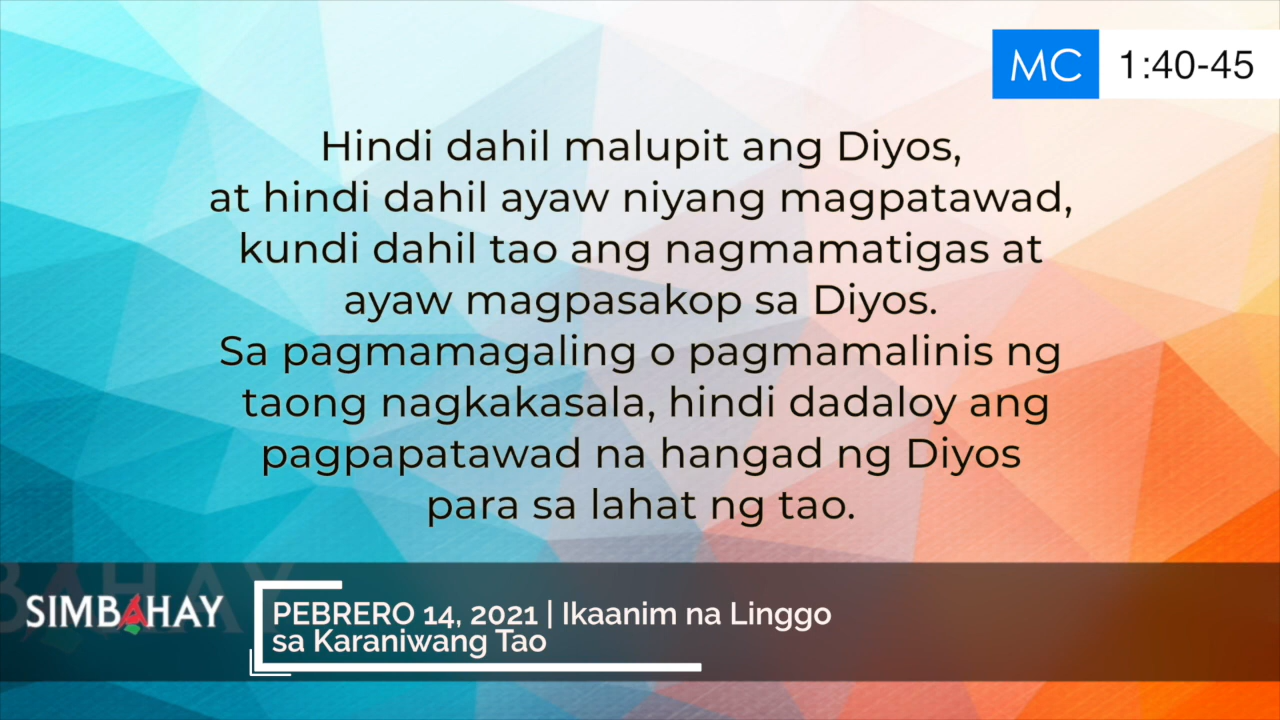 MC 1:40-45
Hindi dahil malupit ang Diyos,
at hindi dahil ayaw niyang magpatawad,
kundi dahil tao ang nagmamatigas at
ayaw magpasakop sa Diyos.
Sa pagmamagaling o pagmamalinis ng
taong nagkakasala, hindi dadaloy ang
pagpapatawad na hangad ng Diyos
para sa lahat ng tao.
SIMBAHAY
PEBRERO 14, 2021 | Ikaanim na Linggo
sa Karaniwang Tao